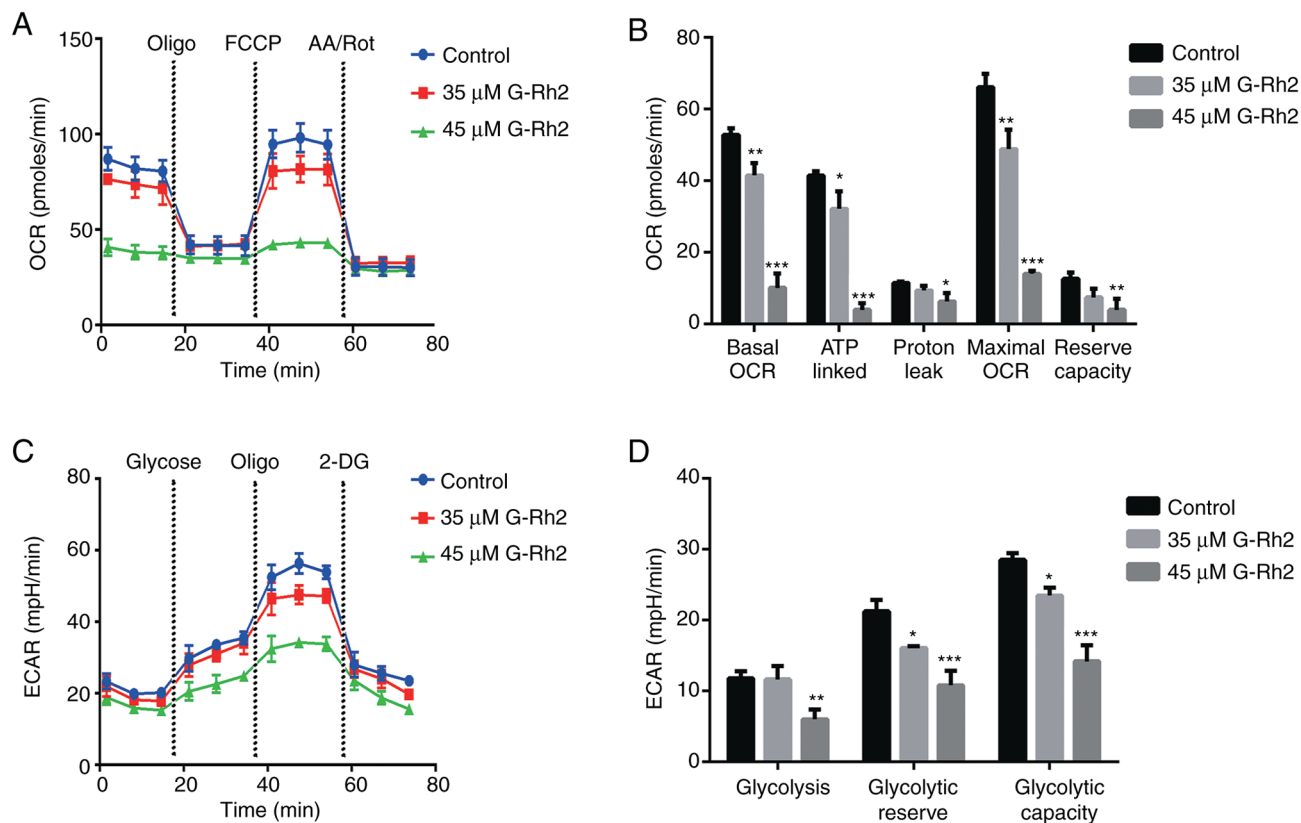 A
Oligo FCCP AA/Rot
OCR (pmoles/min)
150
100
50
0
0 20 40 60 80
Time (min)
Control
35 μM G-Rh2
45 μM G-Rh2
B
OCR (pmoles/min)
80
60
40
20
0
** *** * *** * ** *** **
Basal OCR
ATP linked
Proton leak
Maximal OCR
Reserve capacity
Control
35 μM G-Rh2
45 μM G-Rh2
C
Glycose Oligo 2-DG
ECAR (mpH/min)
80
60
40
20
0
0 20 40 60 80
Time (min)
Control
35 μM G-Rh2
45 μM G-Rh2
D
ECAR (mpH/min)
40
30
20
10
0
** * *** * ***
Glycolysis
Glycolytic reserve
Glycolytic capacity
Control
35 μM G-Rh2
45 μM G-Rh2